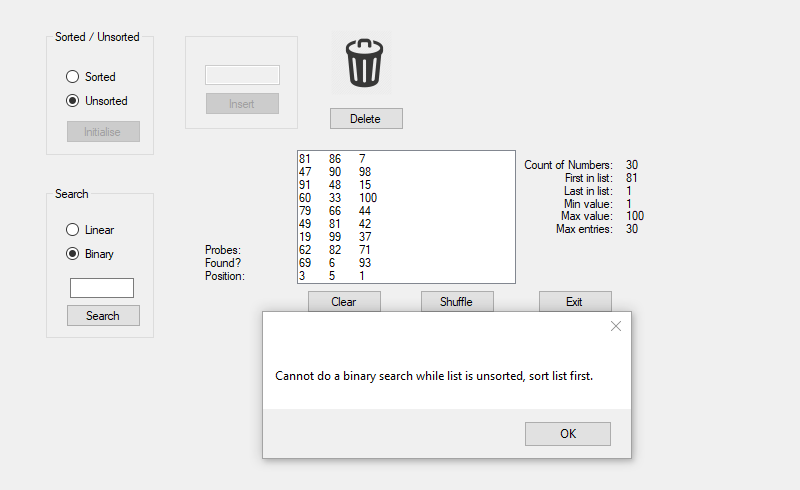 Sorted / Unsorted
Sorted
Unsorted
Initialise
Insert
Delete
81 86 7
47 90 98
91 48 15
60 33 100
79 66 44
49 81 42
19 99 37
62 82 71
69 6 93
3 5 1
Count of Numbers: 30
First in list: 81
Last in list: 1
Min value: 1
Max value: 100
Max entries: 30
Search
Linear
Binary
Search
Probes:
Found?
Position:
Clear
Shuffle
Exit
Cannot do a binary search while list is unsorted, sort list first.
OK